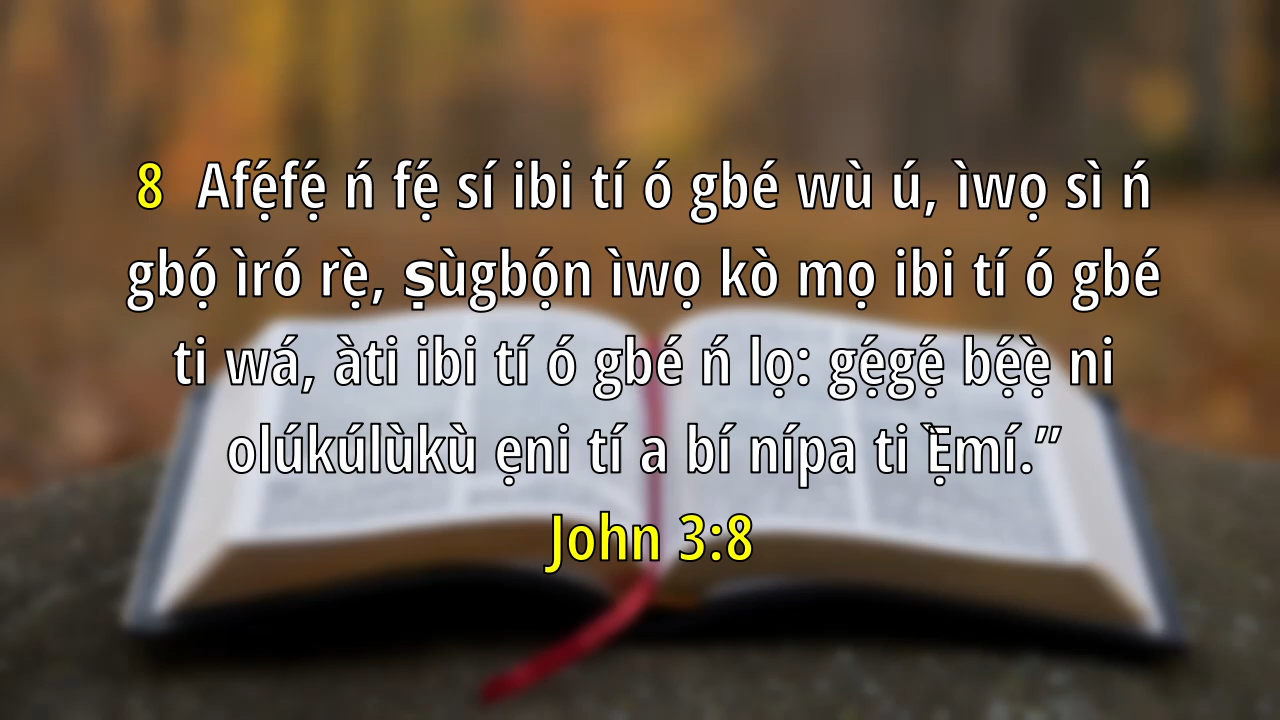 8 Afẹ́fẹ́ ń fẹ́ sí ibi tí ó gbé wù ú, ìwọ sì ń
gbọ́ ìró rẹ̀, ṣùgbọ́n ìwọ kò mọ ibi tí ó gbé
ti wá, àti ibi tí ó gbé ń lọ: gẹ́gẹ́ bẹ́ẹ̀ ni
olúkúlùkù ẹni tí a bí nípa ti Ẹ̀mí.”
John 3:8